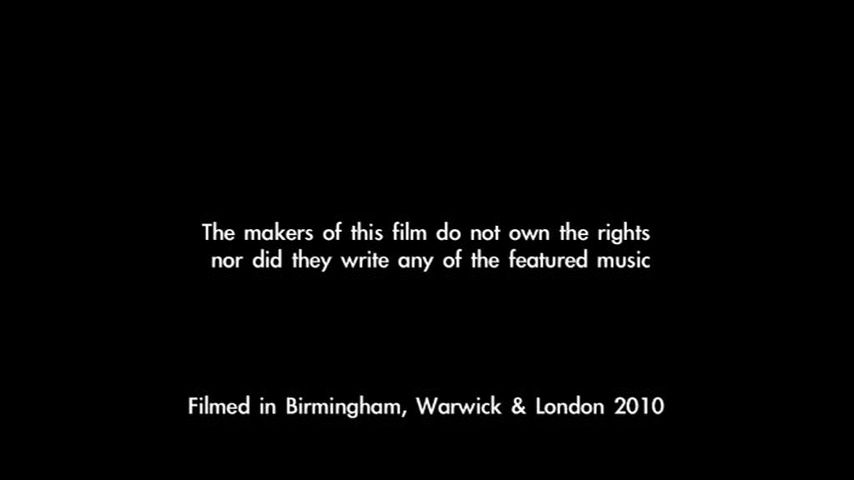 The makers of this film do not own the rights
nor did they write any of the featured music
Filmed in Birmingham, Warwick & London 2010